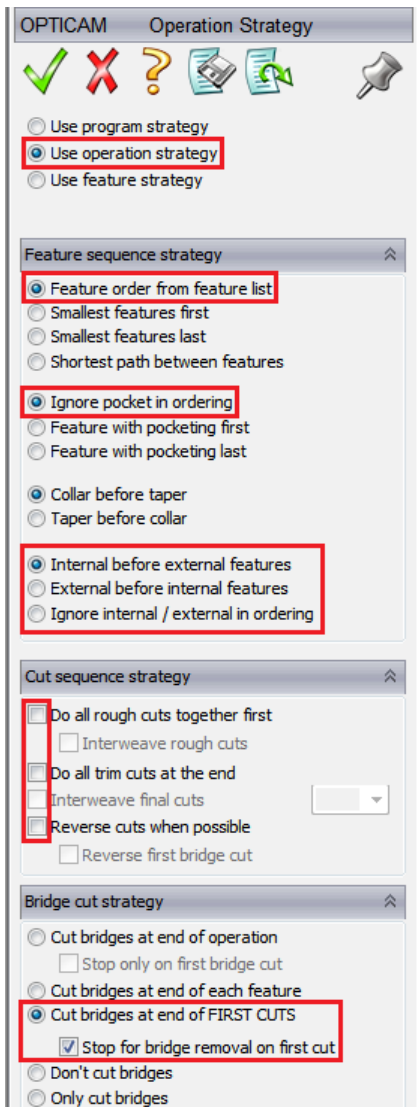 OPTICAM Operation Strategy
Use program strategy
Use operation strategy
Use feature strategy
Feature sequence strategy
Feature order from feature list
Smallest features first
Smallest features last
Shortest path between features
Ignore pocket in ordering
Feature with pocketing first
Feature with pocketing last
Collar before taper
Taper before collar
Internal before external features
External before internal features
Ignore internal / external in ordering
Cut sequence strategy
Do all rough cuts together first
Interweave rough cuts
Do all trim cuts at the end
Interweave final cuts
Reverse cuts when possible
Reverse first bridge cut
Bridge cut strategy
Cut bridges at end of operation
Stop only on first bridge cut
Cut bridges at end of each feature
Cut bridges at end of FIRST CUTS
Stop for bridge removal on first cut
Don't cut bridges
Only cut bridges